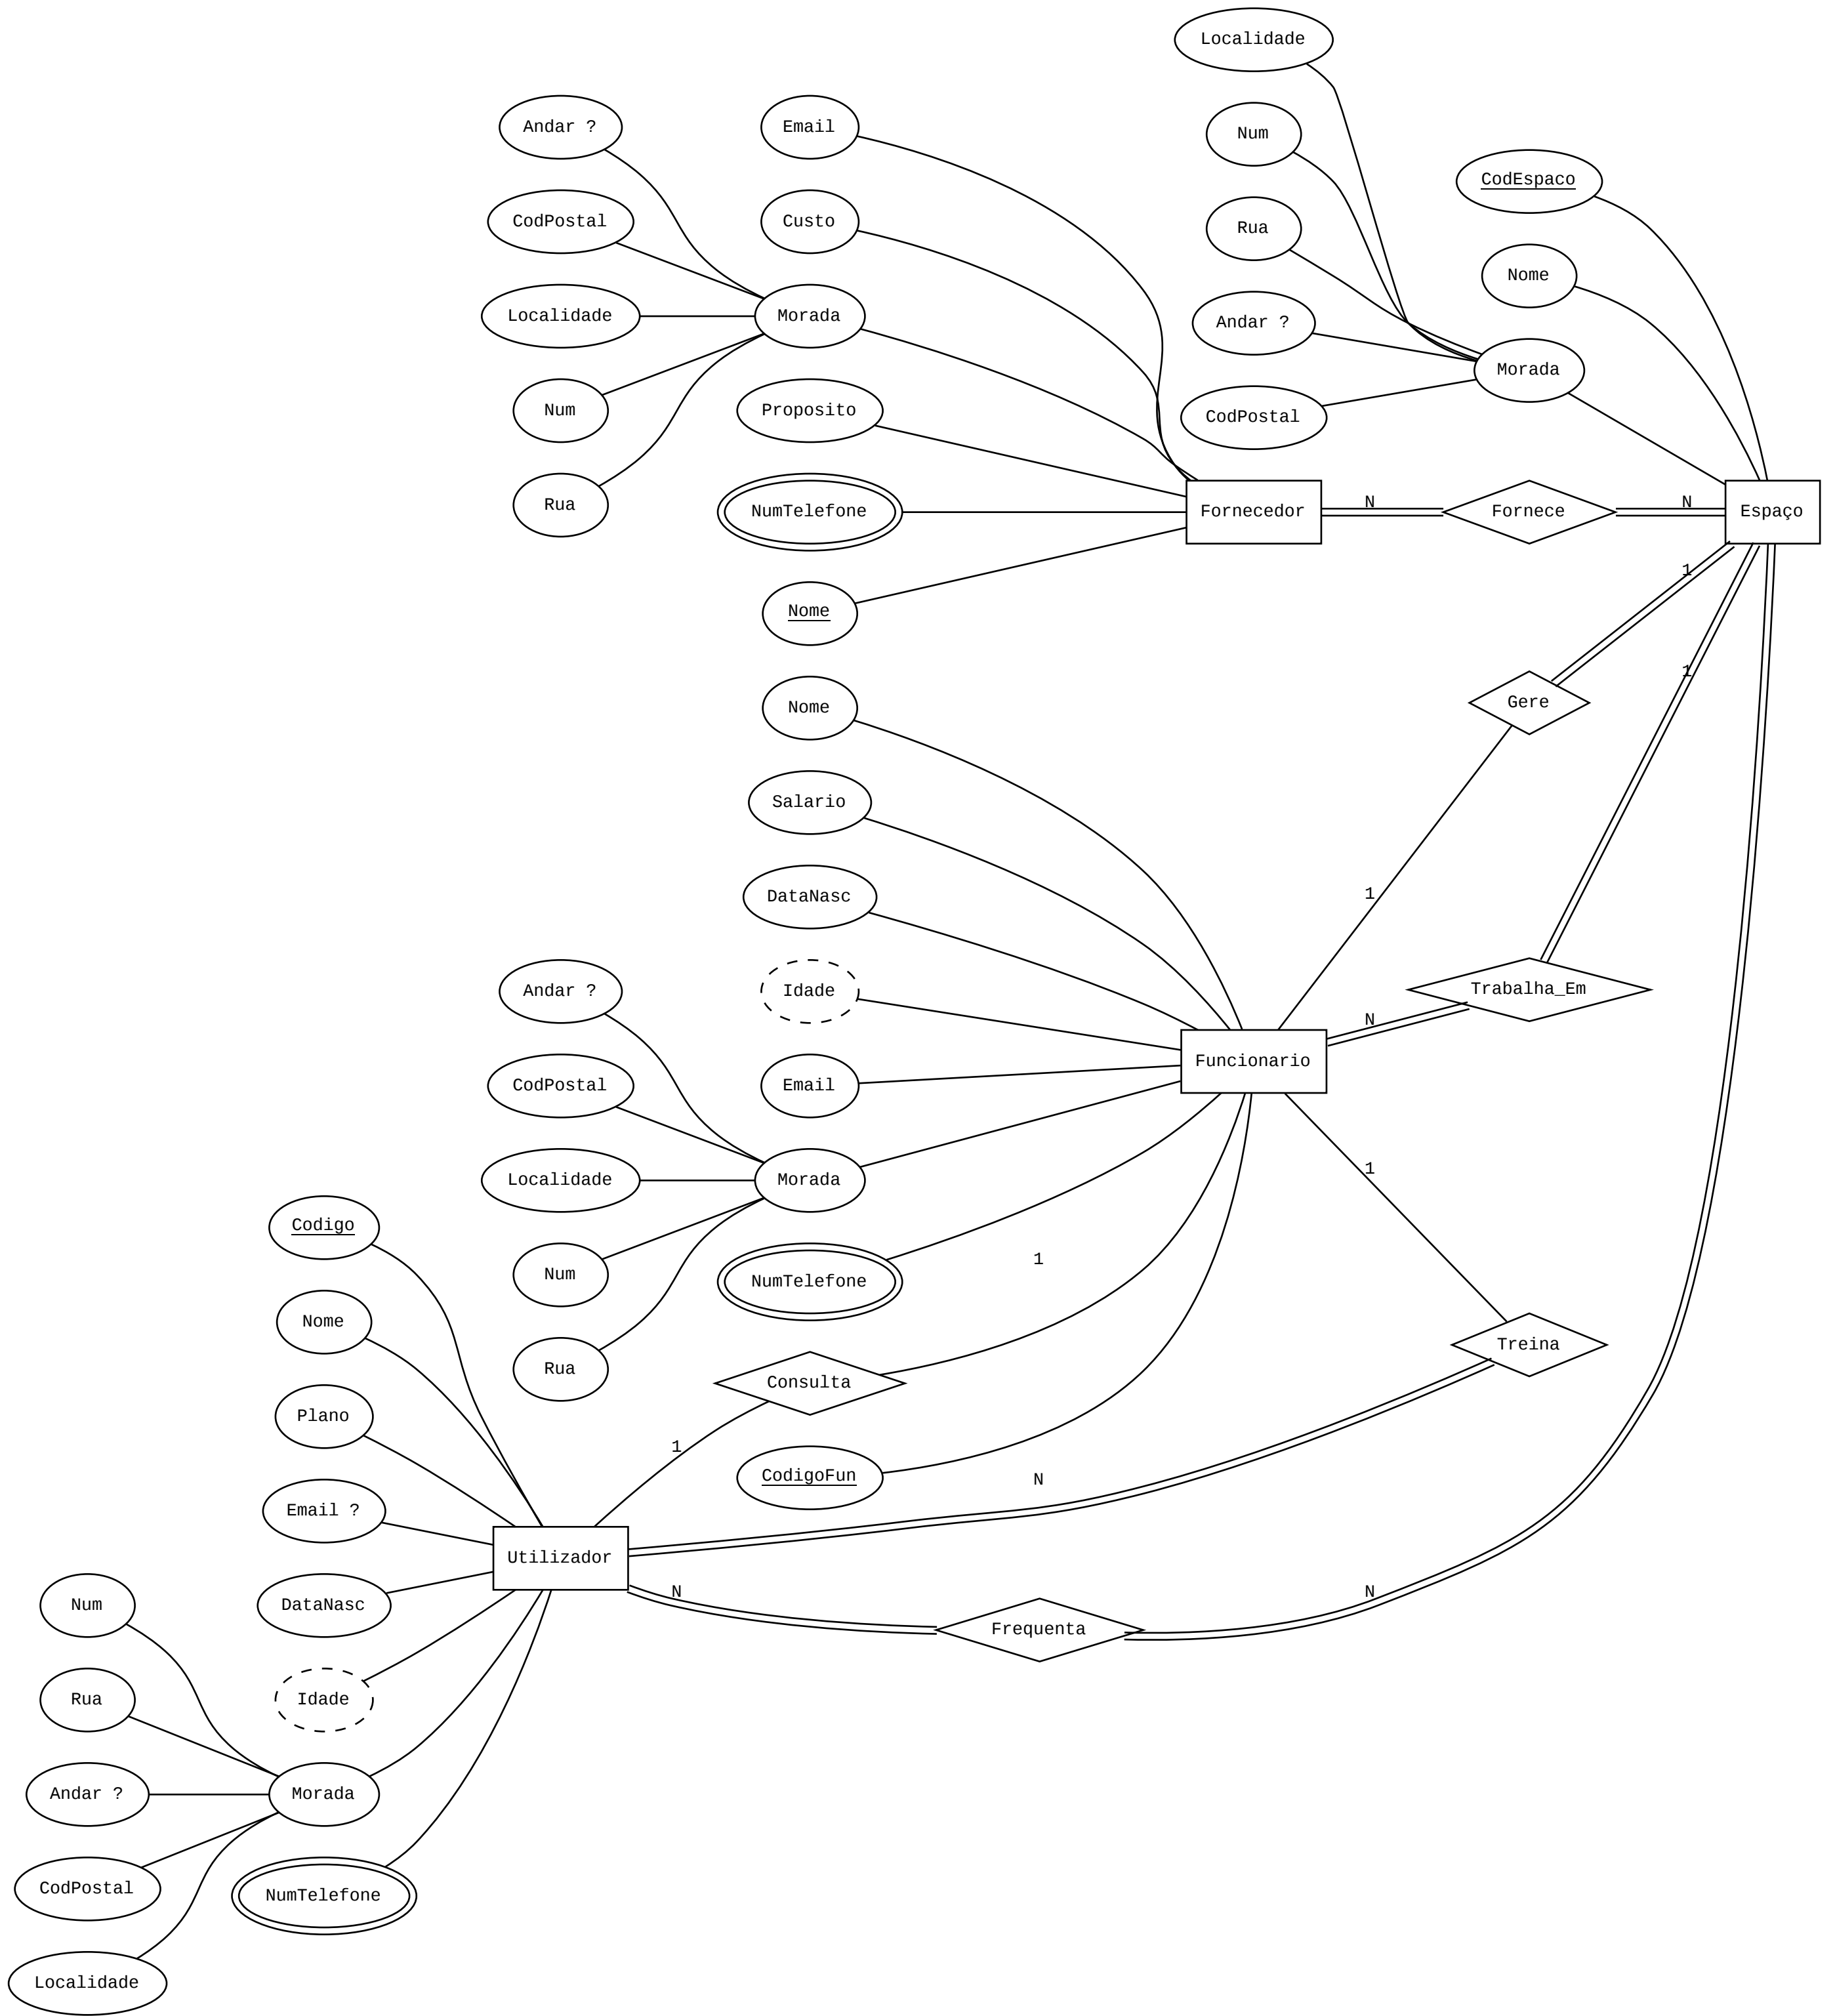 Localidade
Num
Rua
Andar ?
CodPostal
CodEspaco
Nome
Morada
Espaço
Andar ?
CodPostal
Localidade
Num
Rua
Email
Custo
Morada
Proposito
NumTelefone
Nome
Fornecedor
N
Fornece
N
1
Gere
1
1
Trabalha_Em
N
Nome
Salario
DataNasc
Idade
Email
Andar ?
CodPostal
Localidade
Num
Rua
Morada
NumTelefone
Funcionario
1
Treina
1
Consulta
1
CodigoFun
N
Codigo
Nome
Plano
Email ?
DataNasc
Idade
Utilizador
N
Frequenta
N
Num
Rua
Andar ?
CodPostal
Localidade
Morada
NumTelefone